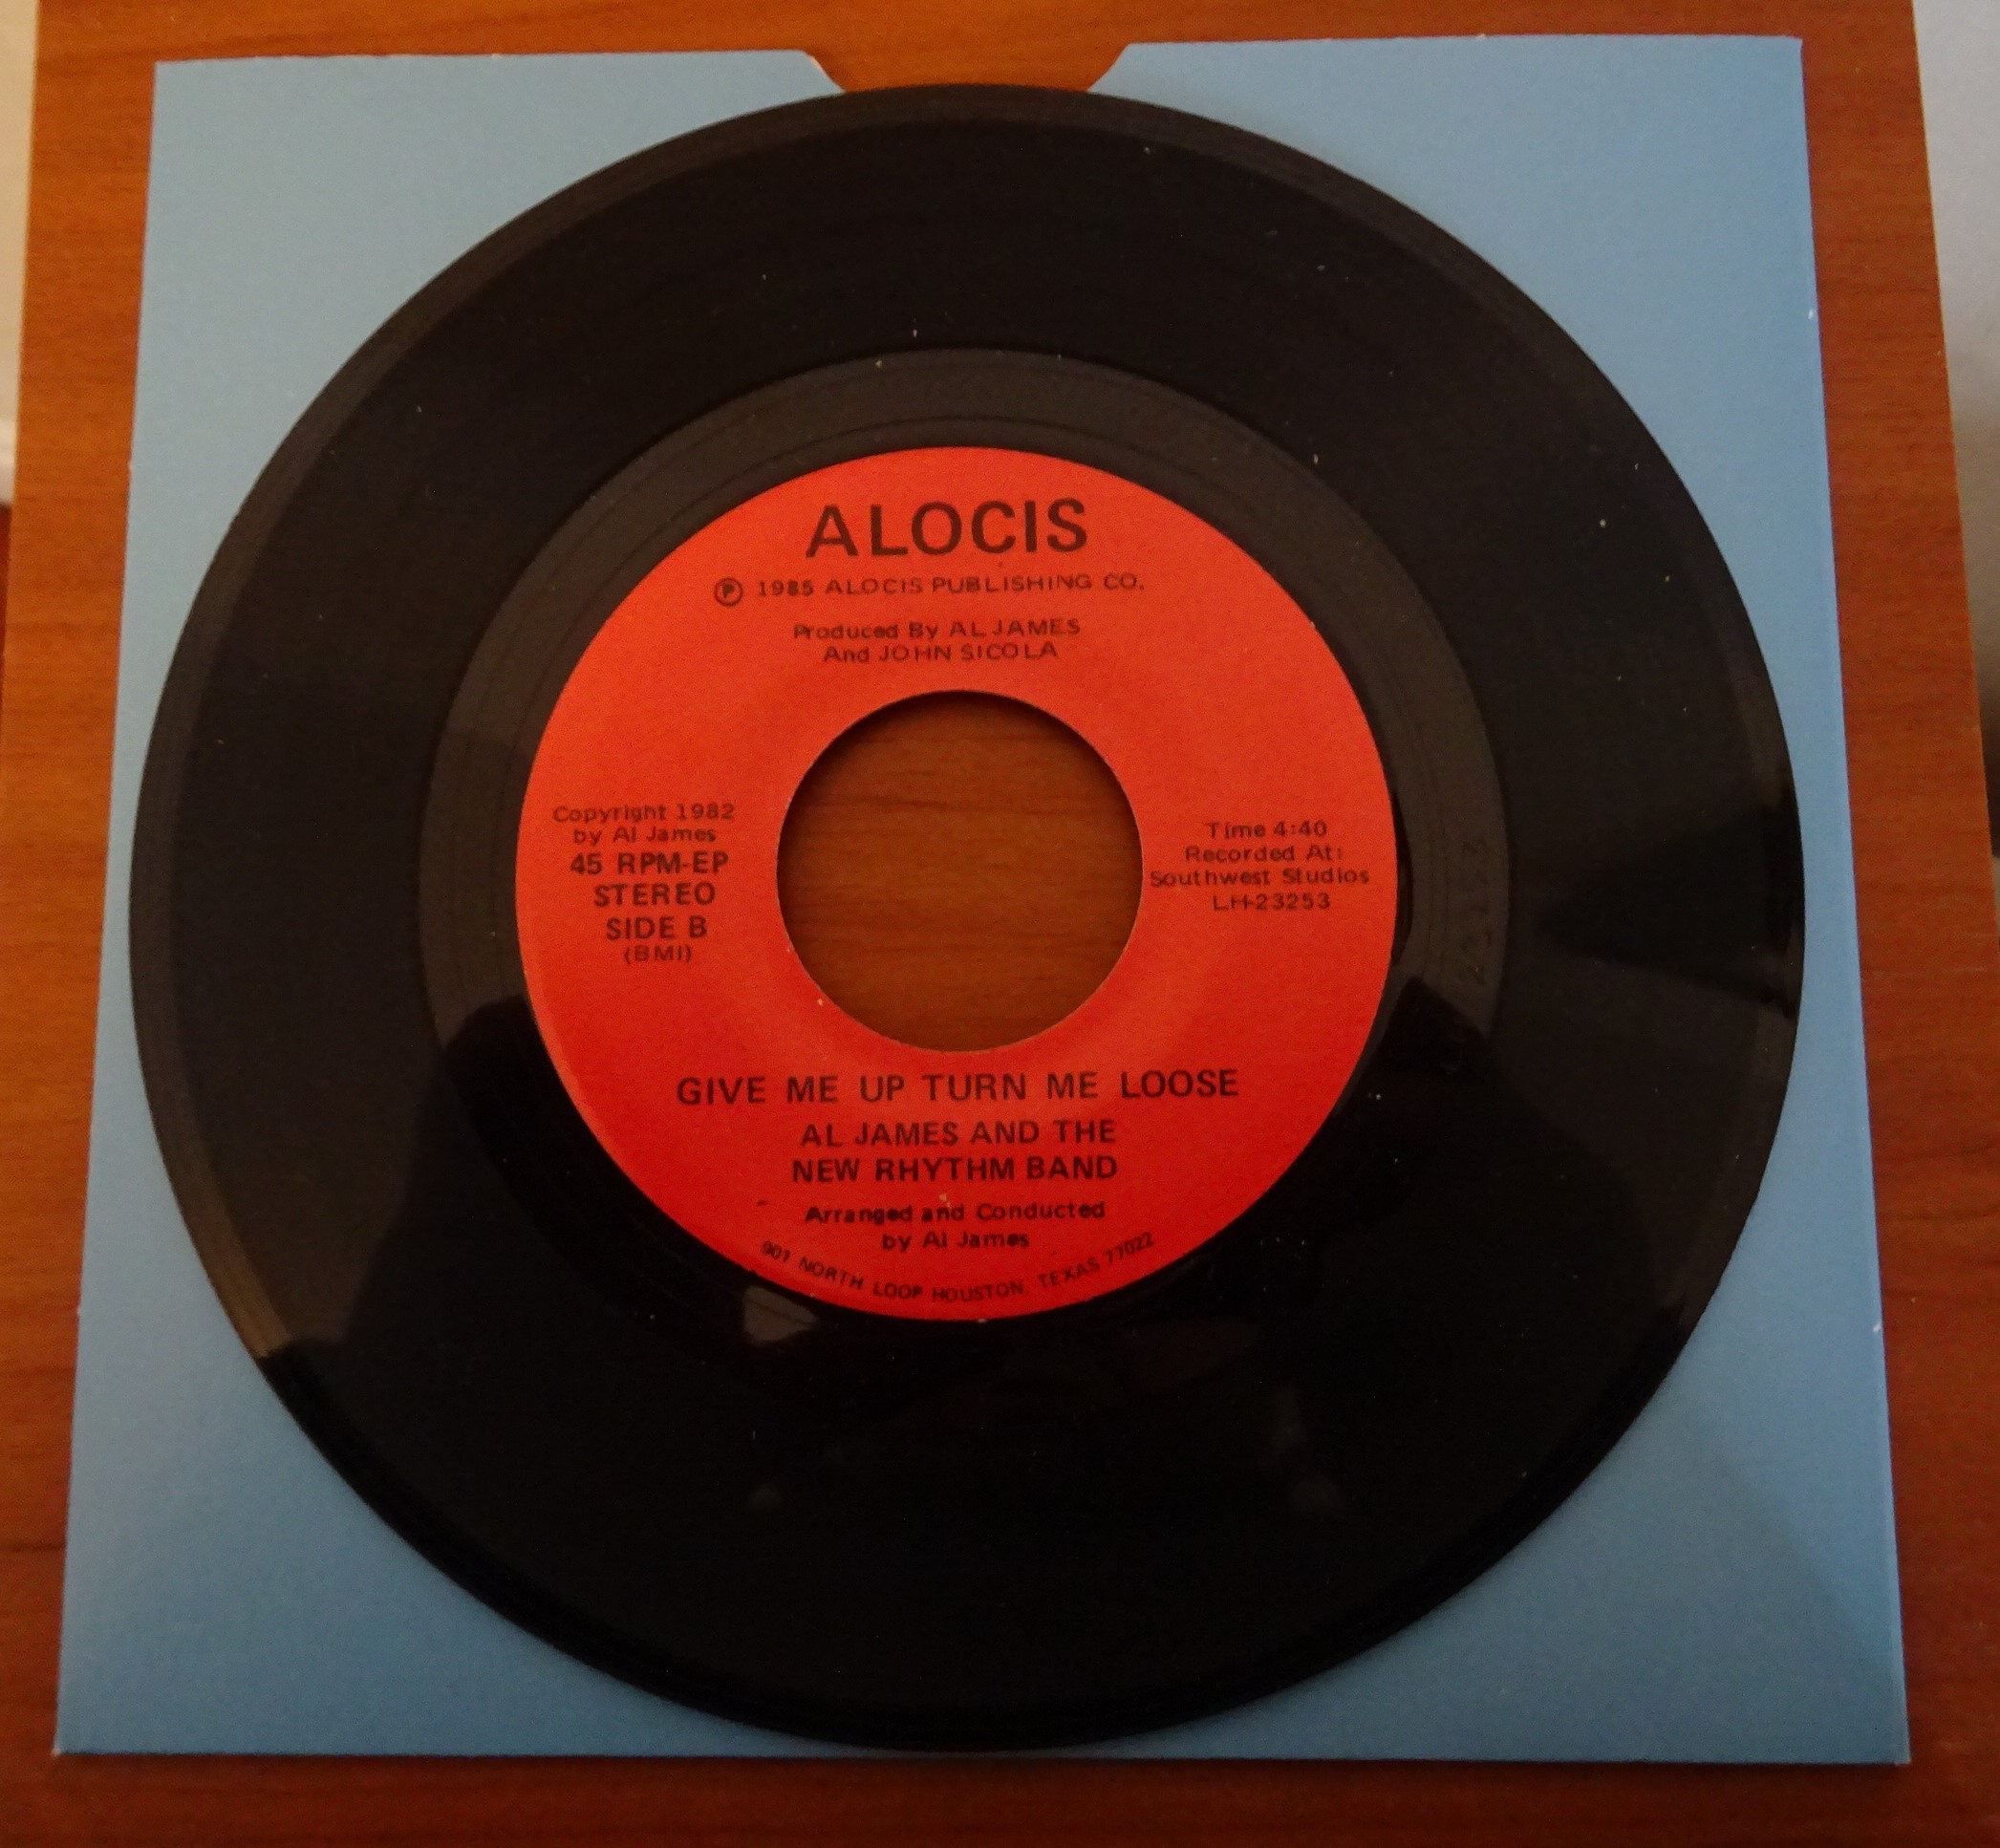 ALOCIS
Ⓟ 1985 ALOCIS PUBLISHING CO.
Produced By AL JAMES
And JOHN SICOLA
Copyright 1982
by Al James
45 RPM-EP
STEREO
SIDE B
(BMI)
Time 4:40
Recorded At:
Southwest Studios
LH-23253
GIVE ME UP TURN ME LOOSE
AL JAMES AND THE
NEW RHYTHM BAND
Arranged and Conducted
by Al James
901 NORTH LOOP HOUSTON, TEXAS 77022